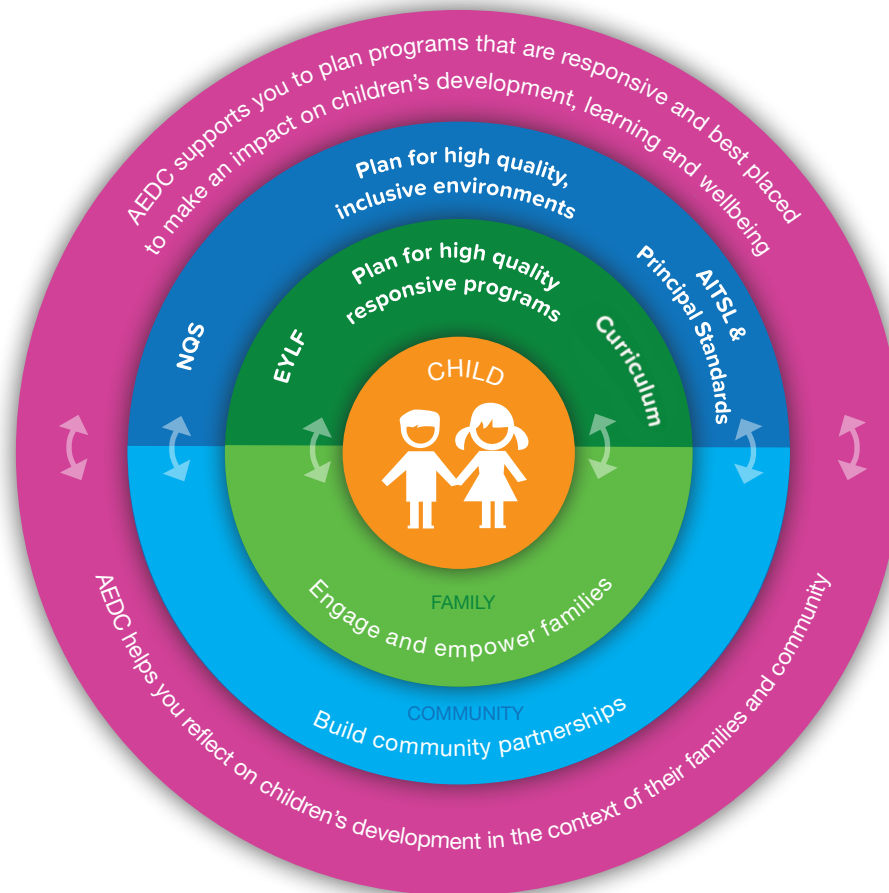 AEDC supports you to plan programs that are responsive and best placed
to make an impact on children's development, learning and wellbeing
Plan for high quality,
inclusive environments
NQS
AITSL &
Principal Standards
Plan for high quality
responsive programs
EYLF
Curriculum
CHILD
FAMILY
Engage and empower families
COMMUNITY
Build community partnerships
AEDC helps you reflect on children's development in the context of their families and community